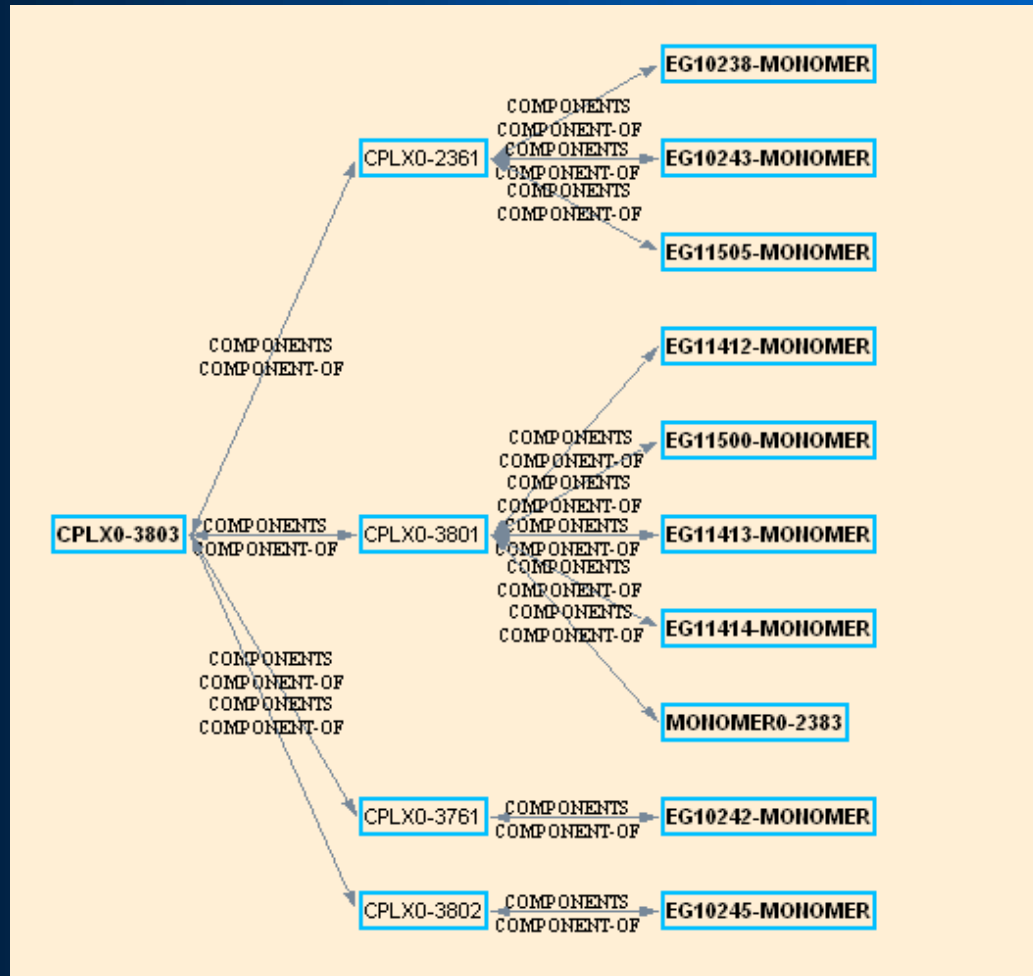 EG10238-MONOMER
COMPONENTS
COMPONENT-OF
CPLX0-2361
COMPONENTS
COMPONENT-OF
EG10243-MONOMER
COMPONENTS
COMPONENT-OF
EG11505-MONOMER
COMPONENTS
COMPONENT-OF
EG11412-MONOMER
COMPONENTS
COMPONENT-OF
EG11500-MONOMER
COMPONENTS
COMPONENT-OF
CPLX0-3803
COMPONENTS
COMPONENT-OF
CPLX0-3801
COMPONENTS
COMPONENT-OF
EG11413-MONOMER
COMPONENTS
COMPONENT-OF
COMPONENTS
COMPONENT-OF
EG11414-MONOMER
COMPONENTS
COMPONENT-OF
COMPONENTS
COMPONENT-OF
MONOMER0-2383
CPLX0-3761
COMPONENTS
COMPONENT-OF
EG10242-MONOMER
CPLX0-3802
COMPONENTS
COMPONENT-OF
EG10245-MONOMER